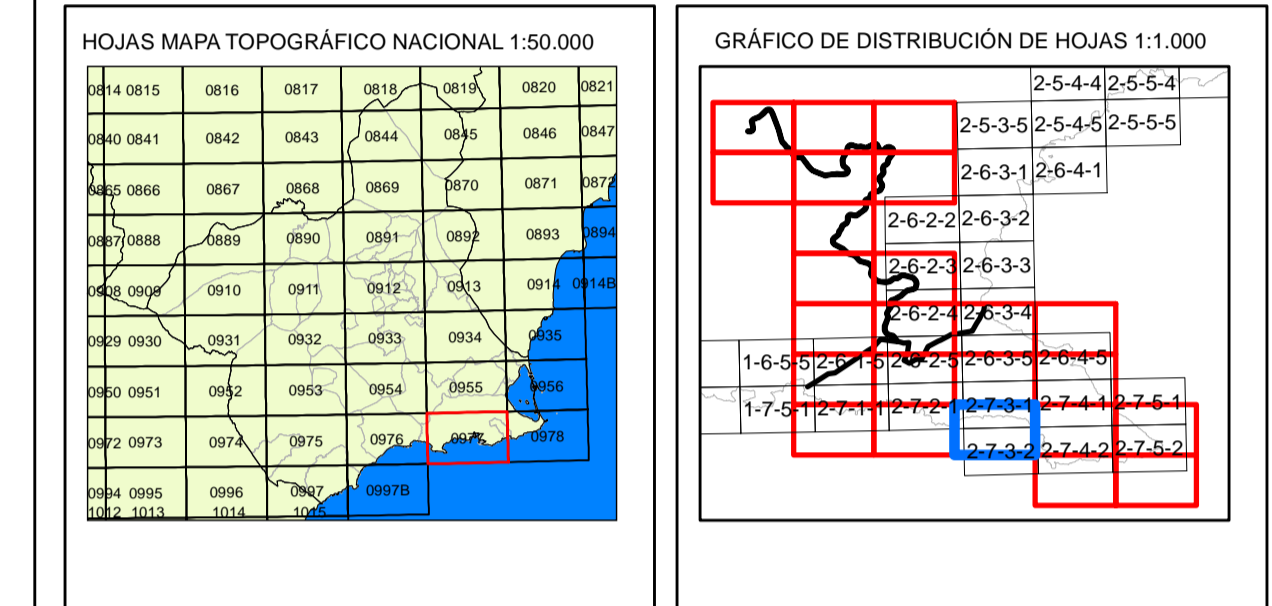 HOJAS MAPA TOPOGRÁFICO NACIONAL 1:50.000
0814 0815 0816 0817 0818 0819 0820 0821
0840 0841 0842 0843 0844 0845 0846 0847
0865 0866 0867 0868 0869 0870 0871 0872
0887 0888 0889 0890 0891 0892 0893 0894
0908 0909 0910 0911 0912 0913 0914 0914B
0929 0930 0931 0932 0933 0934 0935
0950 0951 0952 0953 0954 0955 0956
0972 0973 0974 0975 0976 0977 0978
0994 0995 0996 0997 0997B
1012 1013 1014 1015
GRÁFICO DE DISTRIBUCIÓN DE HOJAS 1:1.000
2-5-4-4 2-5-5-4
2-5-3-5 2-5-4-5 2-5-5-5
2-6-3-1 2-6-4-1
2-6-2-2 2-6-3-2
2-6-2-3 2-6-3-3
2-6-2-4 2-6-3-4
1-6-5-5 2-6-1-5 2-6-2-5 2-6-3-5 2-6-4-5
1-7-5-1 2-7-1-1 2-7-2-1 2-7-3-1 2-7-4-1 2-7-5-1
2-7-3-2 2-7-4-2 2-7-5-2